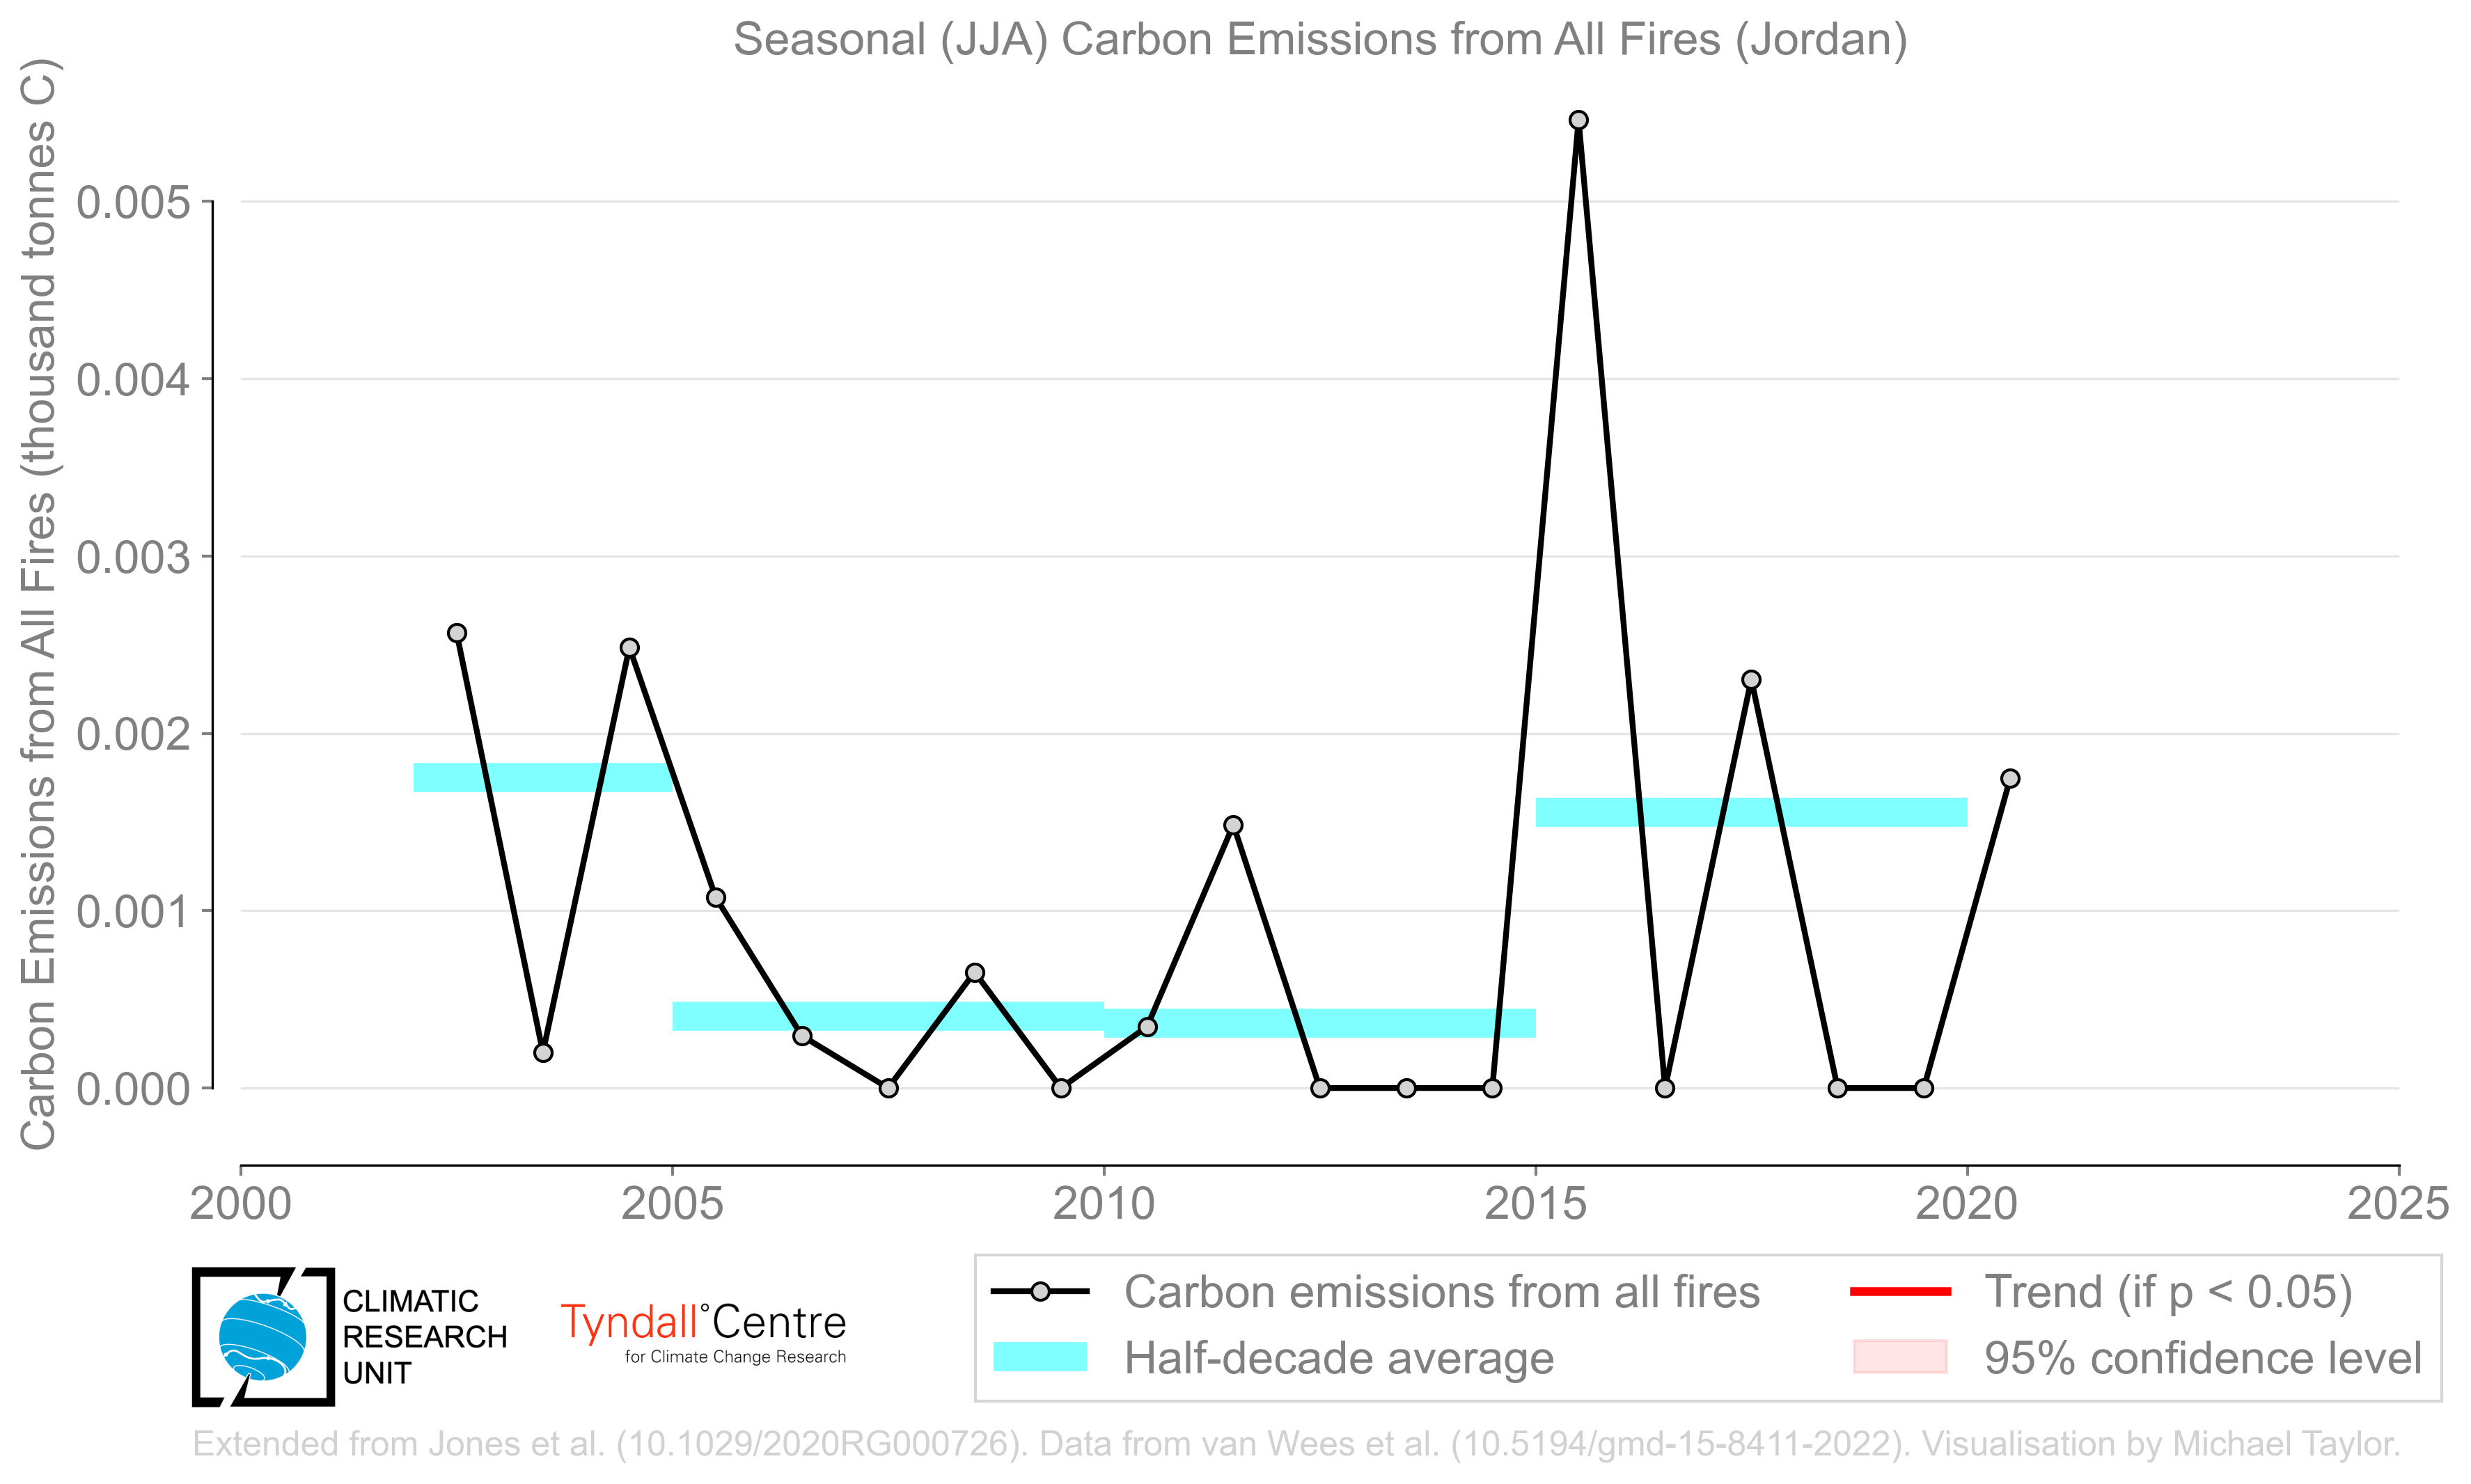 Seasonal (JJA) Carbon Emissions from All Fires (Jordan)
Carbon Emissions from All Fires (thousand tonnes C)
0.005
0.004
0.003
0.002
0.001
0.000
2000
2005
2010
2015
2020
2025
CLIMATIC
RESEARCH
UNIT
Tyndall°Centre
for Climate Change Research
Carbon emissions from all fires
Half-decade average
Trend (if p < 0.05)
95% confidence level
Extended from Jones et al. (10.1029/2020RG000726). Data from van Wees et al. (10.5194/gmd-15-8411-2022). Visualisation by Michael Taylor.